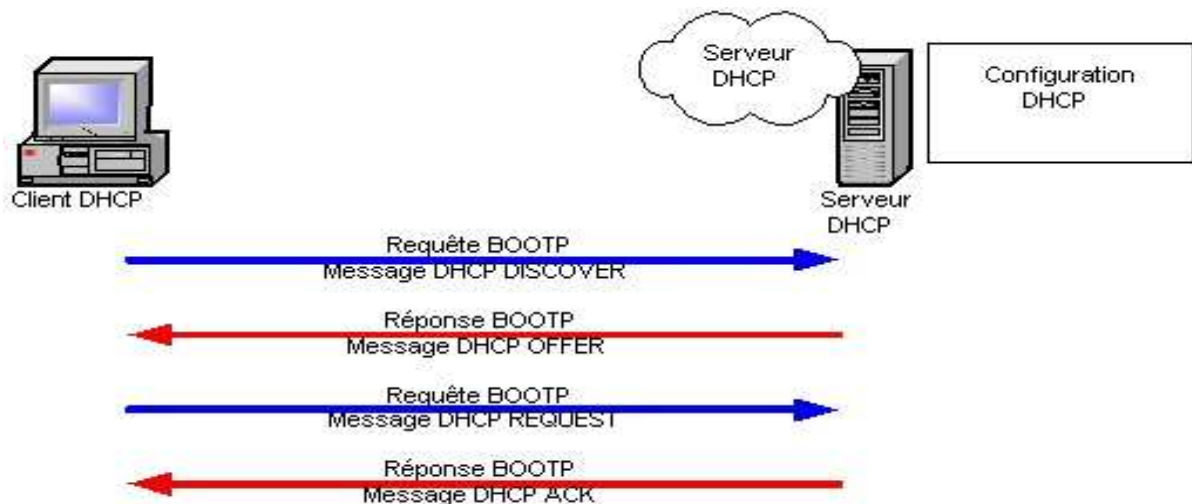 Serveur
DHCP
Configuration
DHCP
Client DHCP
Serveur
DHCP
Requête BOOTP
Message DHCP DISCOVER
Réponse BOOTP
Message DHCP OFFER
Requête BOOTP
Message DHCP REQUEST
Réponse BOOTP
Message DHCP ACK